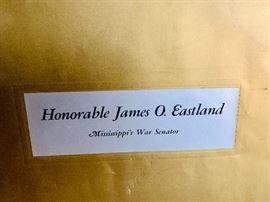 Honorable James O. Eastland
Mississippi's War Senator